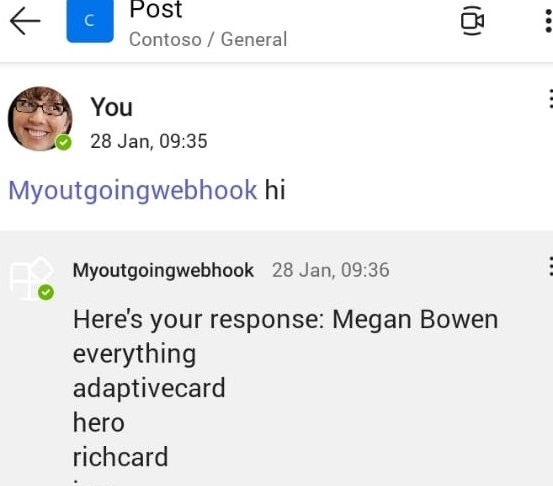 C
Post
Contoso / General
You
28 Jan, 09:35
Myoutgoingwebhook hi
Myoutgoingwebhook 28 Jan, 09:36
Here's your response: Megan Bowen
everything
adaptivecard
hero
richcard